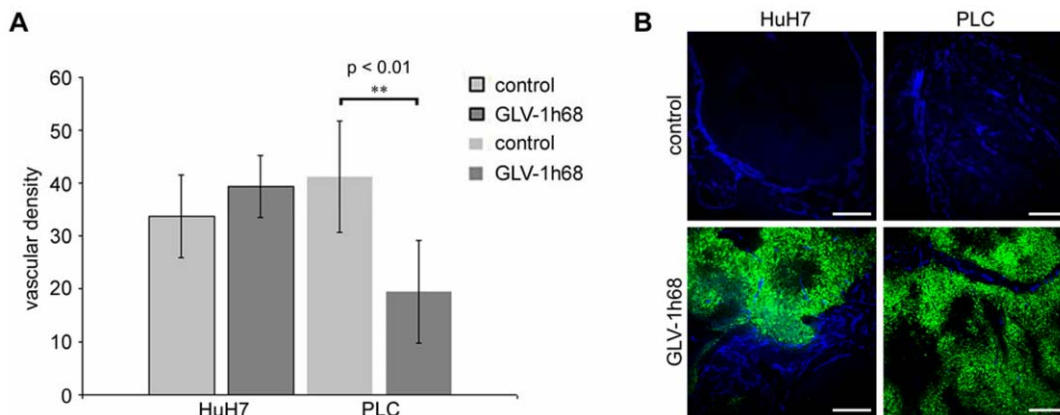 A
60
50
40
30
20
10
0
vascular density
p < 0.01
**
control
GLV-1h68
control
GLV-1h68
HuH7
PLC
B
HuH7
PLC
control
GLV-1h68